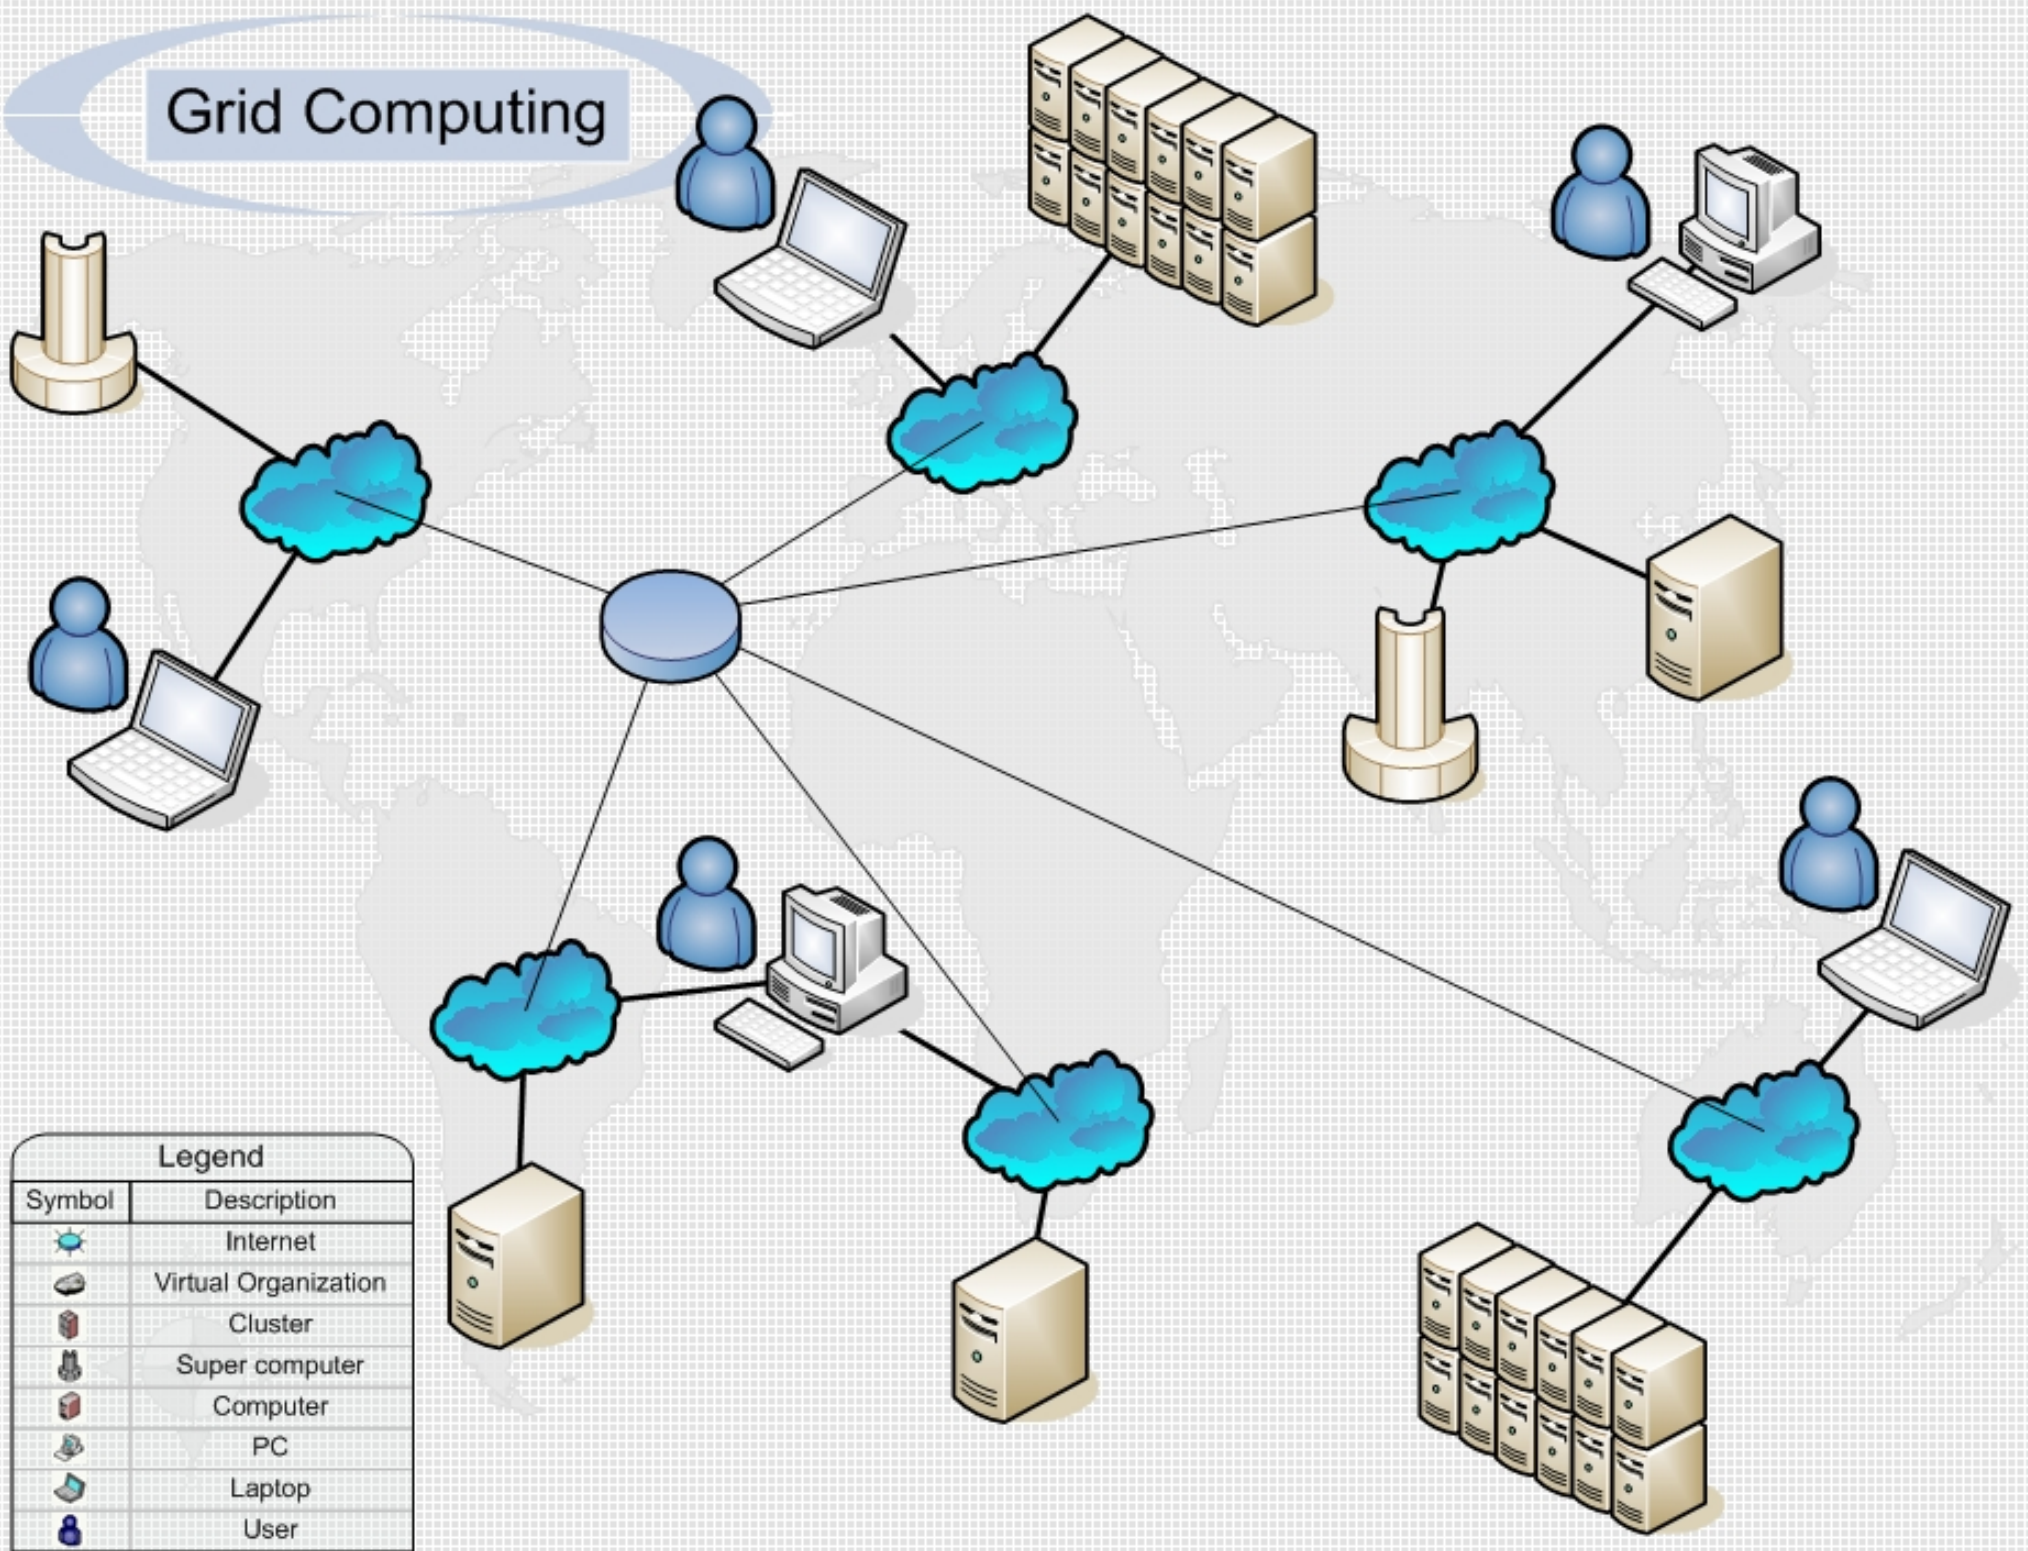 Grid Computing
Legend
Symbol Description
Internet
Virtual Organization
Cluster
Super computer
Computer
PC
Laptop
User